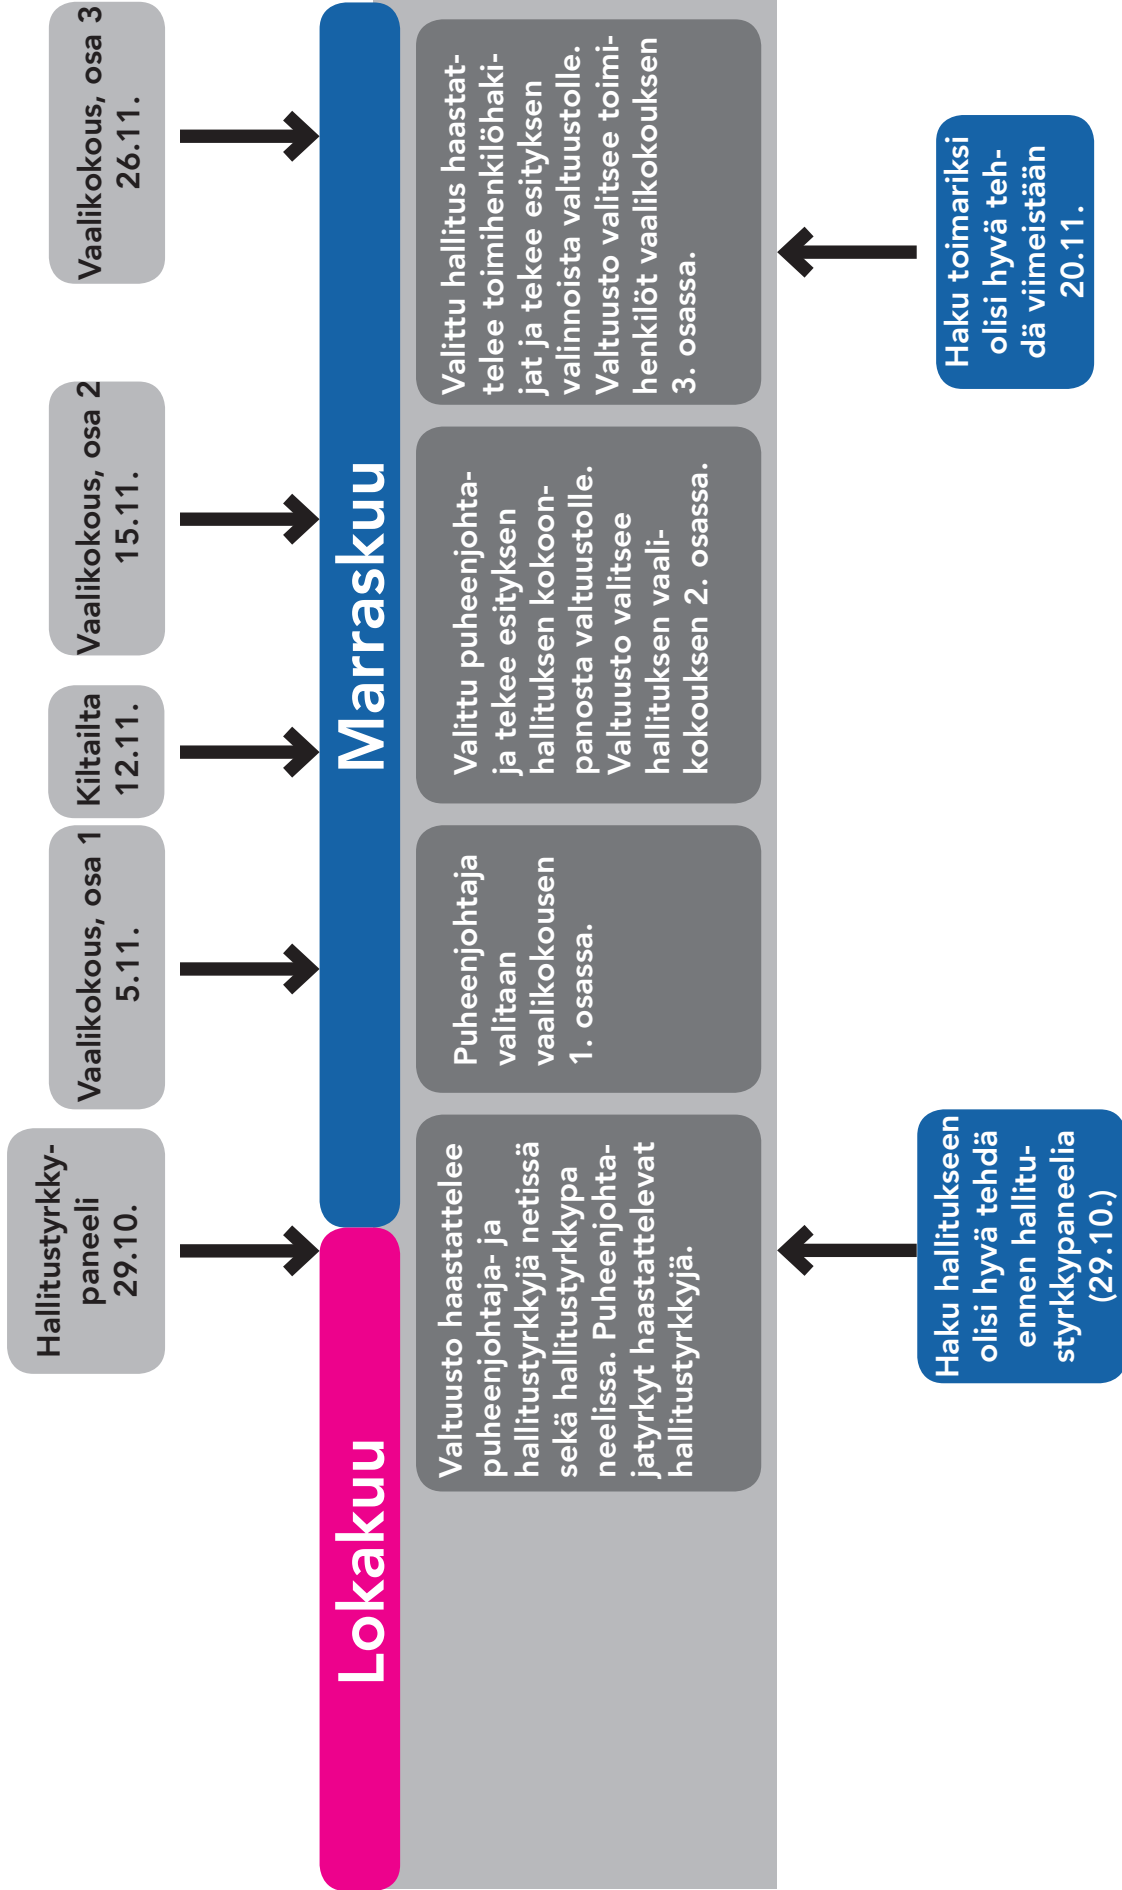 Hallitustyrkky-
paneeli
29.10.
Vaalikokous, osa 1
5.11.
Kiltailta
12.11.
Vaalikokous, osa 2
15.11.
Vaalikokous, osa 3
26.11.
Lokakuu
Marraskuu
Valtuusto haastattelee
puheenjohtaja- ja
hallitustyrkkyjä netissä
sekä hallitustyrkkypa
neelissa. Puheenjohta-
jatyrkyt haastattelevat
hallitustyrkkyjä.
Puheenjohtaja
valitaan
vaalikokousen
1. osassa.
Valittu puheenjohta-
ja tekee esityksen
hallituksen kokoon-
panosta valtuustolle.
Valtuusto valitsee
hallituksen vaali-
kokouksen 2. osassa.
Valittu hallitus haastat-
telee toimihenkilöhaki-
jat ja tekee esityksen
valinnoista valtuustolle.
Valtuusto valitsee toimi-
henkilöt vaalikokouksen
3. osassa.
Haku hallitukseen
olisi hyvä tehdä
ennen hallitu-
styrkkypaneelia
(29.10.)
Haku toimariksi
olisi hyvä teh-
dä viimeistään
20.11.